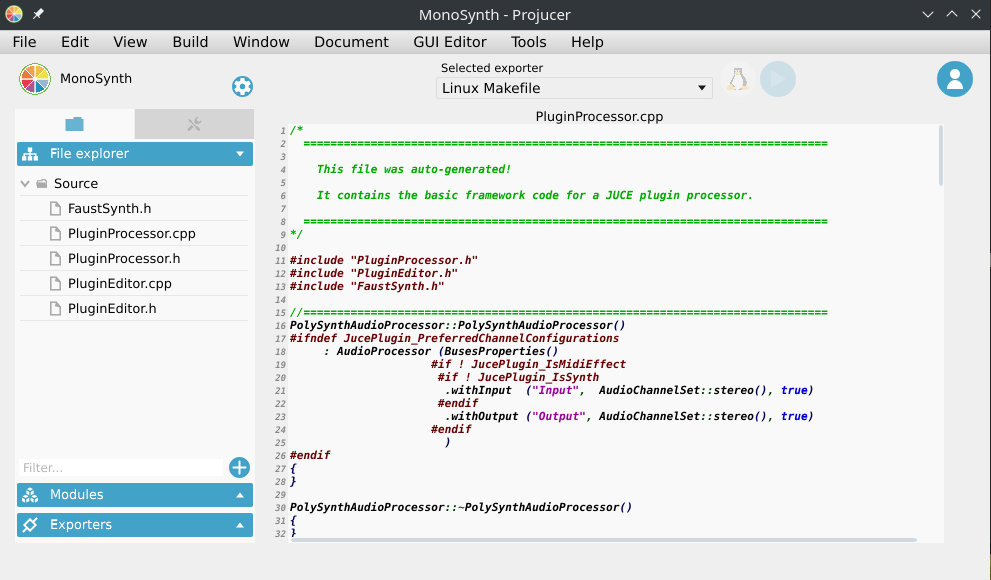 MonoSynth - Projucer
File Edit View Build Window Document GUI Editor Tools Help
MonoSynth
Selected exporter
Linux Makefile
File explorer
Source
FaustSynth.h
PluginProcessor.cpp
PluginProcessor.h
PluginEditor.cpp
PluginEditor.h
Filter...
Modules
Exporters
PluginProcessor.cpp
1 /*
2   ==============================================================================
3
4     This file was auto-generated!
5
6     It contains the basic framework code for a JUCE plugin processor.
7
8   ==============================================================================
9 */
10
11 #include "PluginProcessor.h"
12 #include "PluginEditor.h"
13 #include "FaustSynth.h"
14
15 //==============================================================================
16 PolySynthAudioProcessor::PolySynthAudioProcessor()
17 #ifndef JucePlugin_PreferredChannelConfigurations
18      : AudioProcessor (BusesProperties()
19                      #if ! JucePlugin_IsMidiEffect
20                       #if ! JucePlugin_IsSynth
21                        .withInput  ("Input",  AudioChannelSet::stereo(), true)
22                       #endif
23                        .withOutput ("Output", AudioChannelSet::stereo(), true)
24                      #endif
25                        )
26 #endif
27 {
28 }
29
30 PolySynthAudioProcessor::~PolySynthAudioProcessor()
31 {
32 }